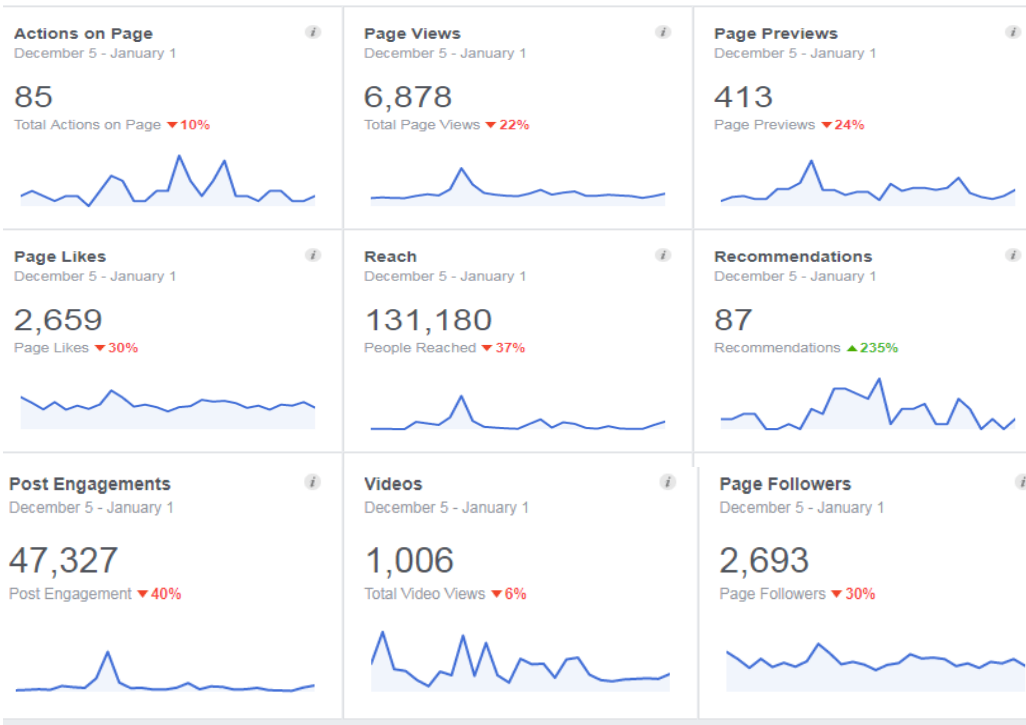 Actions on Page
December 5 - January 1
85
Total Actions on Page ▼10%
Page Views
December 5 - January 1
6,878
Total Page Views ▼22%
Page Previews
December 5 - January 1
413
Page Previews ▼24%
Page Likes
December 5 - January 1
2,659
Page Likes ▼30%
Reach
December 5 - January 1
131,180
People Reached ▼37%
Recommendations
December 5 - January 1
87
Recommendations ▲235%
Post Engagements
December 5 - January 1
47,327
Post Engagement ▼40%
Videos
December 5 - January 1
1,006
Total Video Views ▼6%
Page Followers
December 5 - January 1
2,693
Page Followers ▼30%